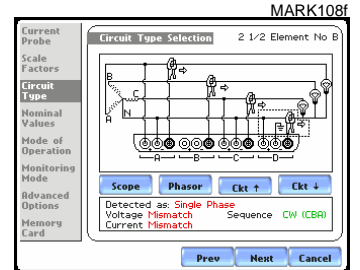 MARK108f
Current
Probe
Scale
Factors
Circuit
Type
Nominal
Values
Mode of
Operation
Monitoring
Mode
Advanced
Options
Memory
Card
Circuit Type Selection 2 1/2 Element No B
B
C
A
N
A B C D
Scope Phasor Ckt ↑ Ckt ↓
Detected as: Single Phase
Voltage Mismatch Sequence CW (CBA)
Current Mismatch
Prev Next Cancel